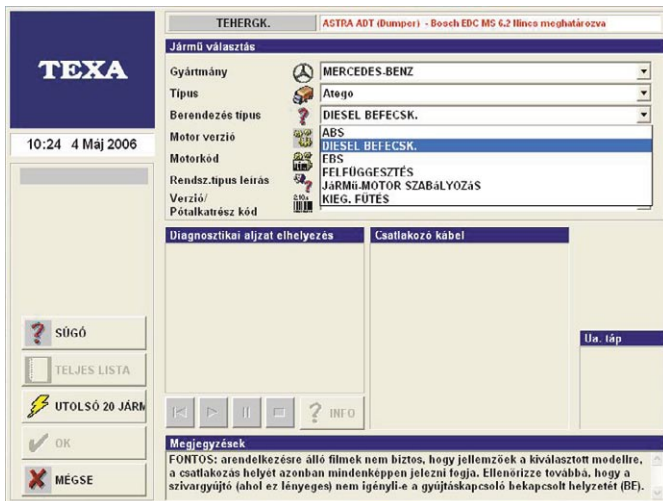 TEHERGK.
ASTRA ADT (Dumper) - Bosch EDC MS 6.2 IIincs meghatározva
TEXA
10:24 4 Máj 2006
Jármű választás
Gyártmány
MERCEDES-BENZ
Típus
Atego
Berendezés típus
DIESEL BEFECSK.
Motor verzió
Motorkód
Rendsz.típus leírás
Verzió/
Pótalkatrész kód
ABS
DIESEL BEFECSK.
EBS
FELFÜGGESZTÉS
JáRMű-MOTOR SZABáLYOZáS
KIEG. FÜTÉS
Diagnosztikai aljzat elhelyezés
Csatlakozó kábel
Ua. táp
SÚGÓ
TELJES LISTA
UTOLSÓ 20 JÁRM
OK
MÉGSE
INFO
Megjegyzések
FONTOS: arendelkezésre álló filmek nem biztos, hogy jellemzőek a kiválasztott modellre,
a csatlakozás helyét azonban mindenképpen jelezni fogja. Ellenőrizze továbbá, hogy a
szivargyújtó (ahol ez lényeges) nem igényli-e a gyújtáskapcsoló bekapcsolt helyzetét (BE).